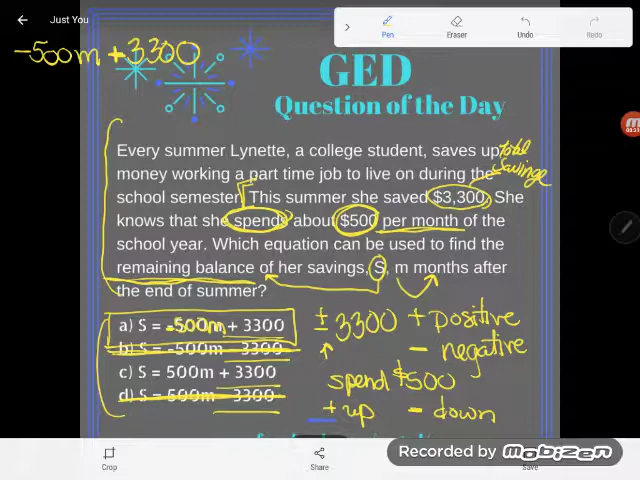 Just You
Pen
Eraser
Undo
Redo
-500m + 3300
GED
Question of the Day
Every summer Lynette, a college student, saves up
money working a part time job to live on during the
school semester. This summer she saved $3,300. She
knows that she spends about $500 per month of the
school year. Which equation can be used to find the
remaining balance of her savings, S, m months after
the end of summer?
total
savings
a) S = -500m + 3300
b) S = -500m - 3300
c) S = 500m + 3300
d) S = 500m - 3300
± 3300
+ positive
- negative
spend $500
+ up - down
Crop
Share
Save
Recorded by Mobizen